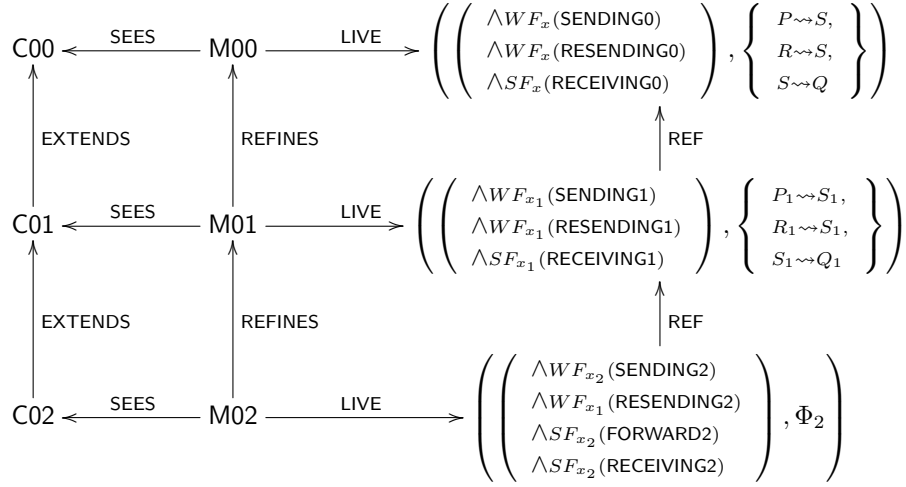 ∧WF_x(SENDING0)
C00 SEES M00 LIVE ∧WF_x(RESENDING0) , P⇝S, R⇝S, S⇝Q
∧SF_x(RECEIVING0)
EXTENDS REFINES REF
∧WF_{x_1}(SENDING1)
C01 SEES M01 LIVE ∧WF_{x_1}(RESENDING1) , P_1⇝S_1, R_1⇝S_1, S_1⇝Q_1
∧SF_{x_1}(RECEIVING1)
EXTENDS REFINES REF
∧WF_{x_2}(SENDING2)
∧WF_{x_1}(RESENDING2)
C02 SEES M02 LIVE , Φ_2
∧SF_{x_2}(FORWARD2)
∧SF_{x_2}(RECEIVING2)